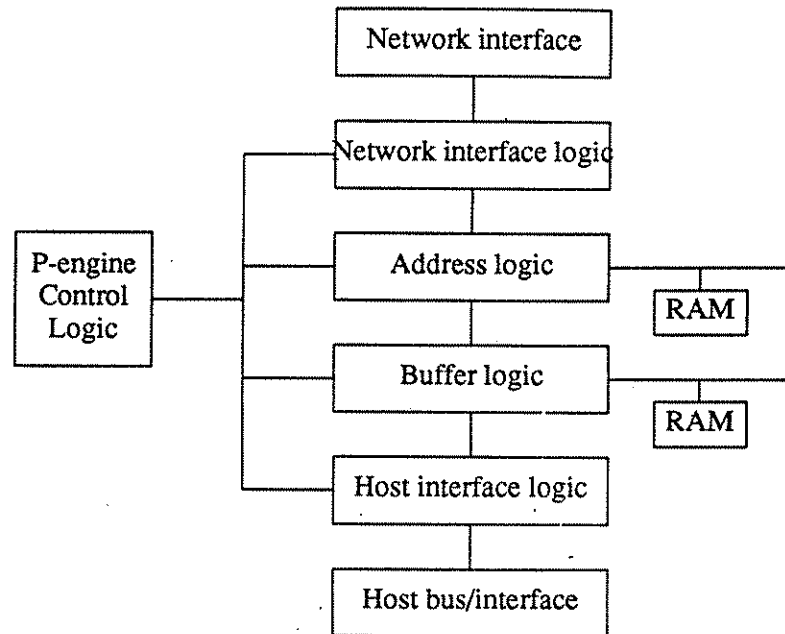 Network interface
Network interface logic
P-engine
Control
Logic
Address logic
RAM
Buffer logic
RAM
Host interface logic
Host bus/interface